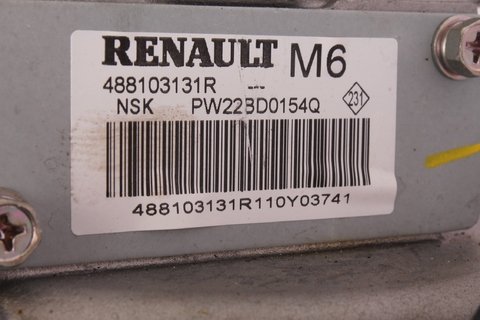 RENAULT M6
488103131R ---
NSK PW22BD0154Q 231
488103131R110Y03741